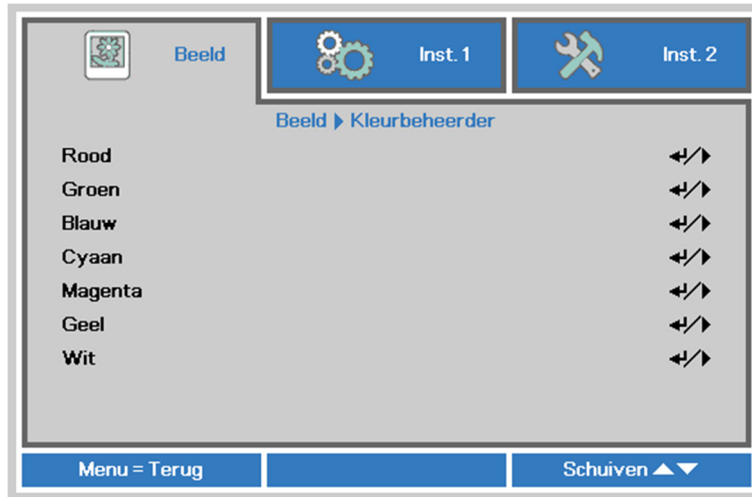 Beeld Inst. 1 Inst. 2
Beeld Kleurbeheerder
Rood
Groen
Blauw
Cyaan
Magenta
Geel
Wit
Menu = Terug Schuiven